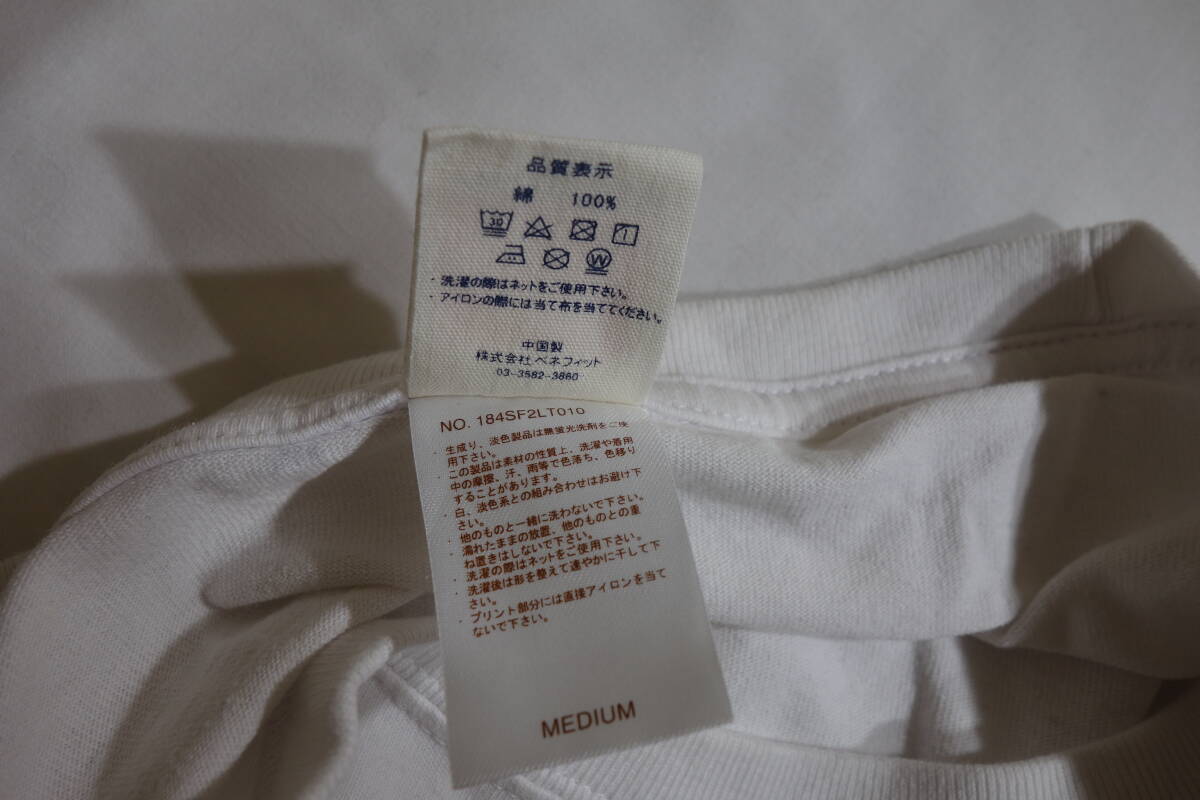 品質表示
綿 100%
30
W
・洗濯の際はネットをご使用下さい。
・アイロンの際には当て布を当ててください。
中国製
株式会社ベネフィット
03-3582-3860
NO. 184SF2LT010
・生成り、淡色製品は無蛍光洗剤をご使
用下さい。
・この製品は素材の性質上、洗濯や着用
中の摩擦、汗、雨等で色落ち、色移り
することがあります。
・白、淡色系との組み合わせはお避け下
さい。
・他のものと一緒に洗わないで下さい。
・濡れたままの放置、他のものとの重
ね置きはしないで下さい。
・洗濯の際はネットをご使用下さい。
・洗濯後は形を整えて速やかに干して下
さい。
・プリント部分には直接アイロンを当て
ないで下さい。
MEDIUM